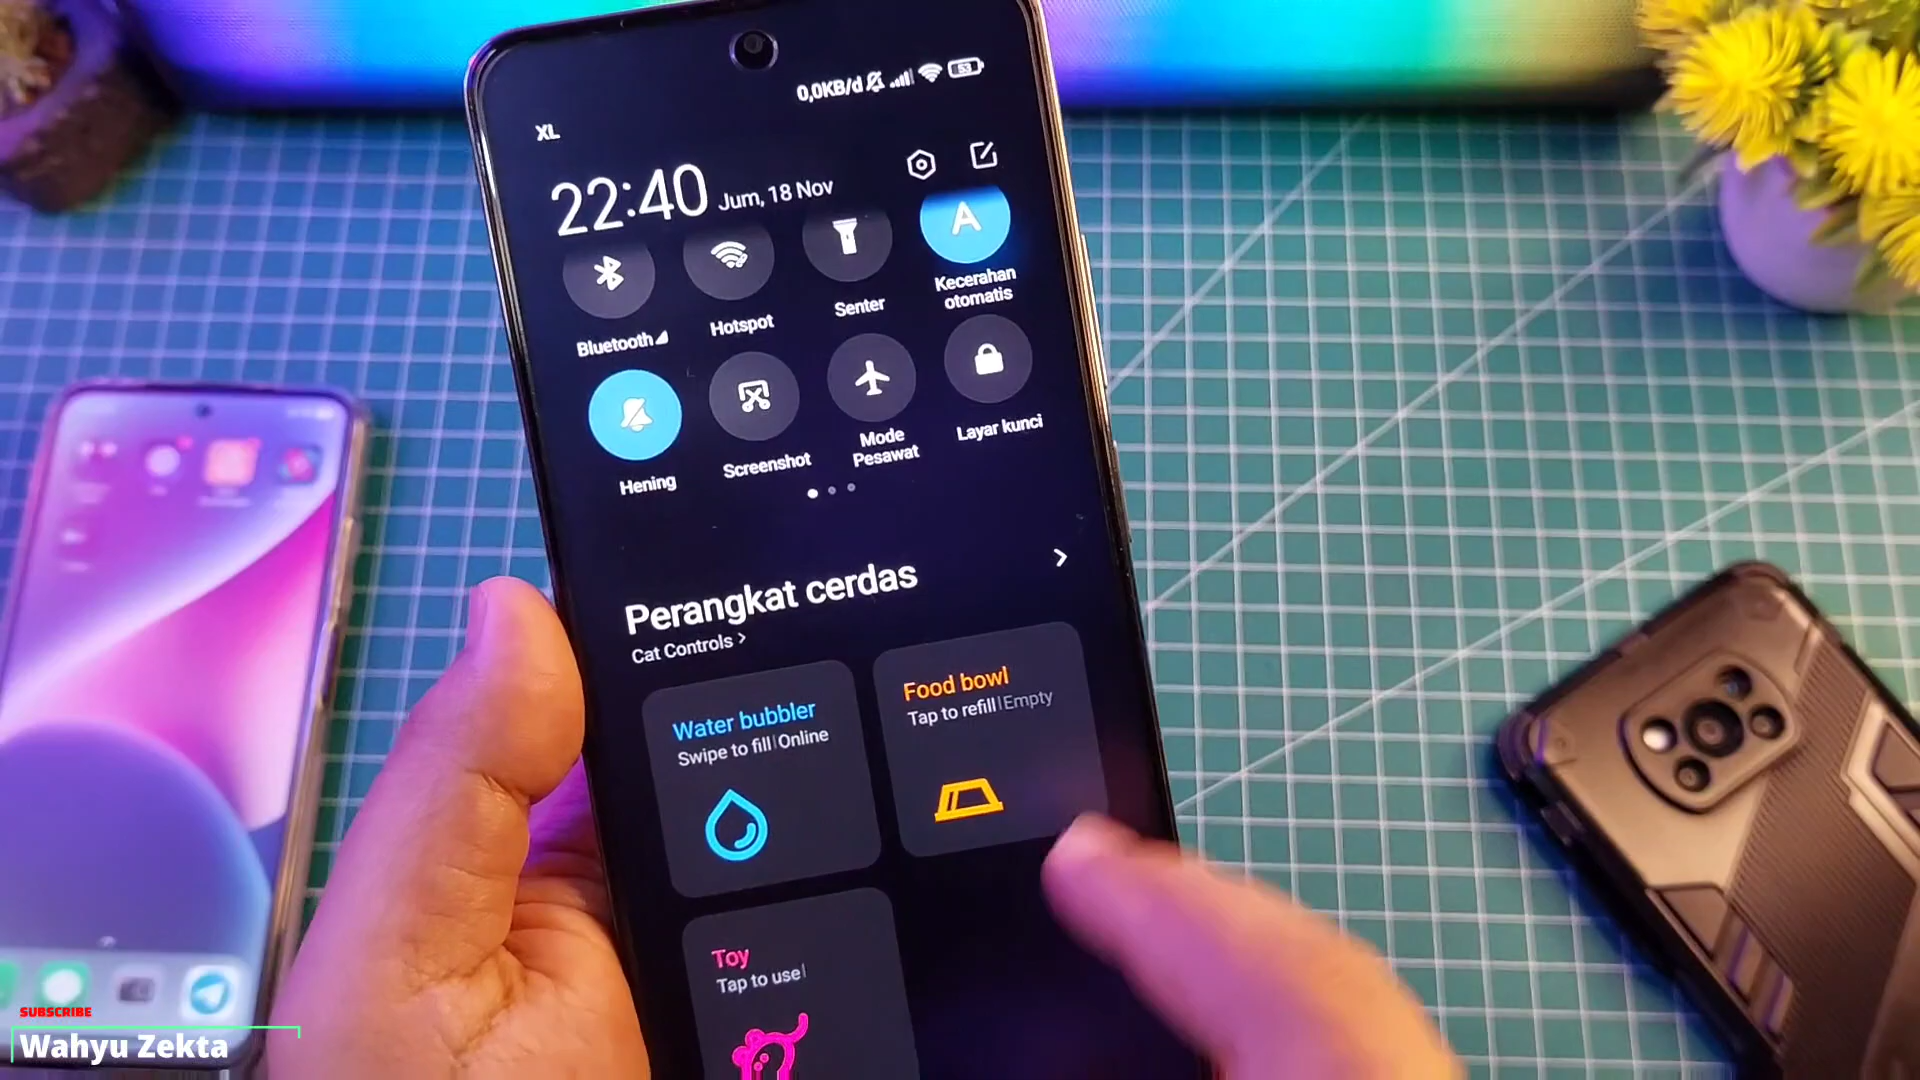 0,0KB/d
53
XL
22:40 Jum, 18 Nov
A
Bluetooth
Hotspot
Senter
Kecerahan
otomatis
Hening
Screenshot
Mode
Pesawat
Layar kunci
Perangkat cerdas
Cat Controls >
Water bubbler
Swipe to fill|Online
Food bowl
Tap to refill|Empty
Toy
Tap to use|
SUBSCRIBE
Wahyu Zekta